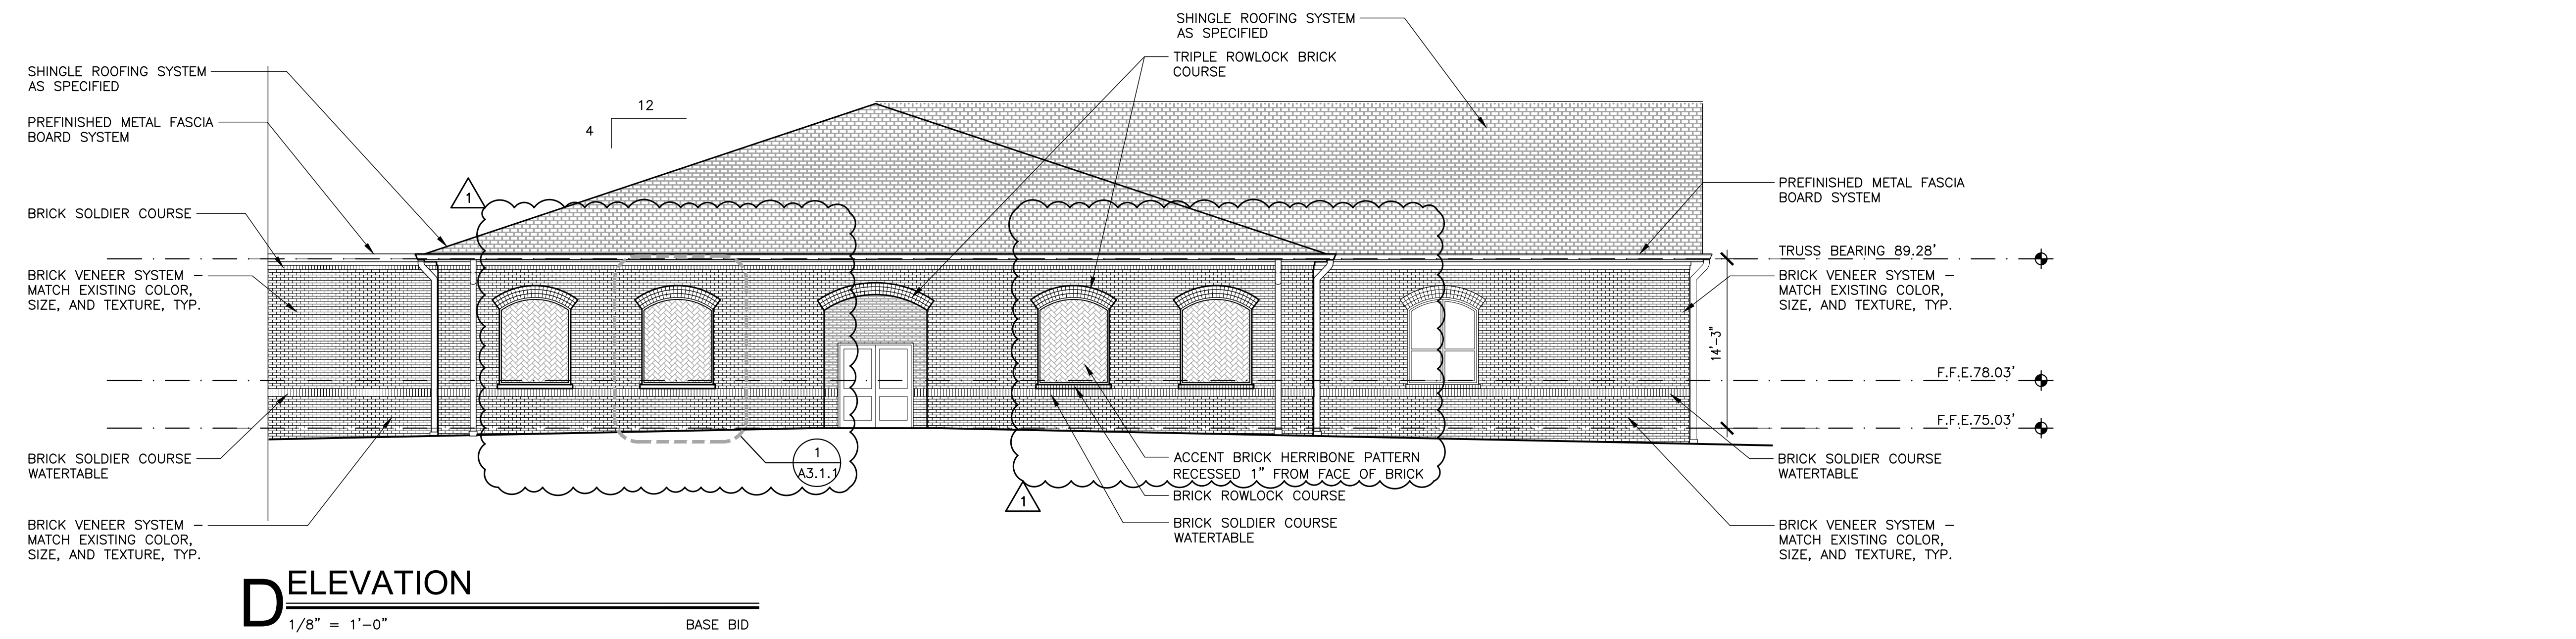 SHINGLE ROOFING SYSTEM
AS SPECIFIED
TRIPLE ROWLOCK BRICK
COURSE
SHINGLE ROOFING SYSTEM
AS SPECIFIED
PREFINISHED METAL FASCIA
BOARD SYSTEM
BRICK SOLDIER COURSE
BRICK VENEER SYSTEM –
MATCH EXISTING COLOR,
SIZE, AND TEXTURE, TYP.
BRICK SOLDIER COURSE
WATERTABLE
BRICK VENEER SYSTEM –
MATCH EXISTING COLOR,
SIZE, AND TEXTURE, TYP.
12
4
1
1
A3.1.1
1
ACCENT BRICK HERRIBONE PATTERN
RECESSED 1" FROM FACE OF BRICK
BRICK ROWLOCK COURSE
BRICK SOLDIER COURSE
WATERTABLE
PREFINISHED METAL FASCIA
BOARD SYSTEM
TRUSS BEARING 89.28'
BRICK VENEER SYSTEM –
MATCH EXISTING COLOR,
SIZE, AND TEXTURE, TYP.
14'-3"
F.F.E.78.03'
F.F.E.75.03'
BRICK SOLDIER COURSE
WATERTABLE
BRICK VENEER SYSTEM –
MATCH EXISTING COLOR,
SIZE, AND TEXTURE, TYP.
D
ELEVATION
1/8" = 1'-0"
BASE BID